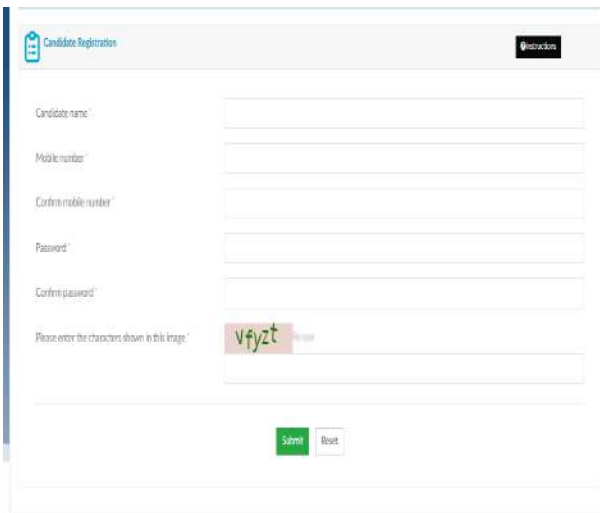 Candidate Registration
Instructions
Candidate name *
Mobile number *
Confirm mobile number *
Password *
Confirm password *
Please enter the characters shown in this image *
vfyzt
Submit Reset